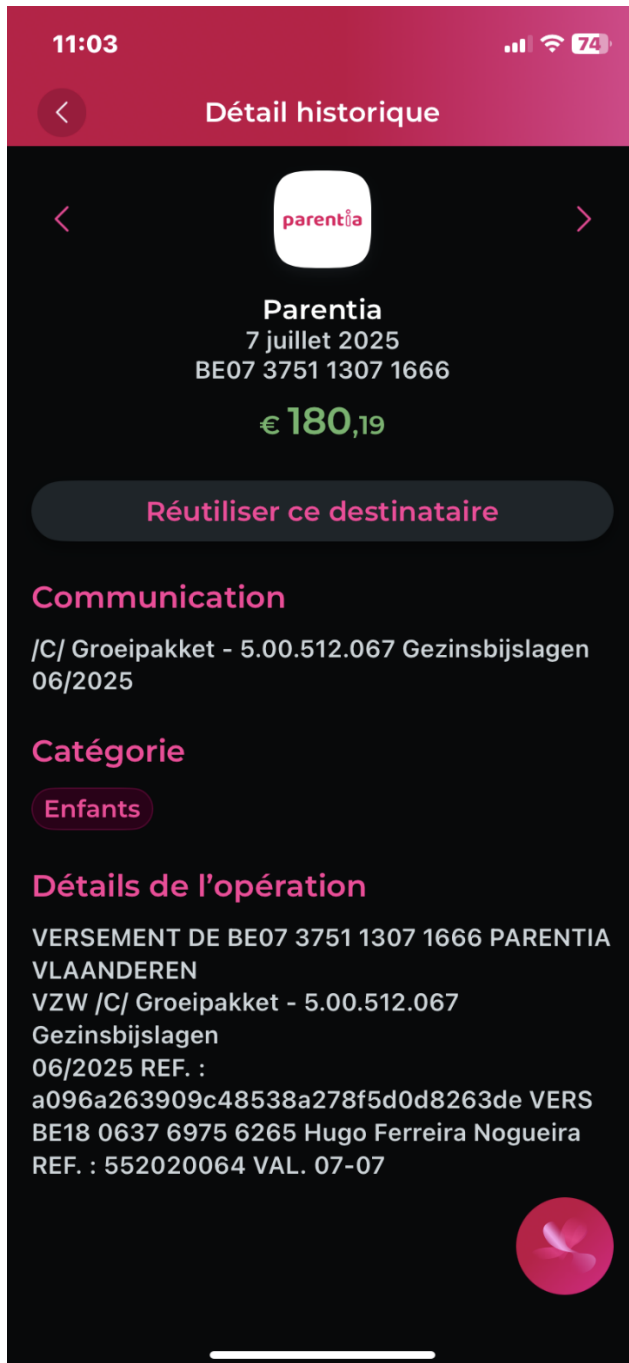 11:03
74
Détail historique
parentia
Parentia
7 juillet 2025
BE07 3751 1307 1666
€ 180,19
Réutiliser ce destinataire
Communication
/C/ Groeipakket - 5.00.512.067 Gezinsbijslagen
06/2025
Catégorie
Enfants
Détails de l’opération
VERSEMENT DE BE07 3751 1307 1666 PARENTIA
VLAANDEREN
VZW /C/ Groeipakket - 5.00.512.067
Gezinsbijslagen
06/2025 REF. :
a096a263909c48538a278f5d0d8263de VERS
BE18 0637 6975 6265 Hugo Ferreira Nogueira
REF. : 552020064 VAL. 07-07